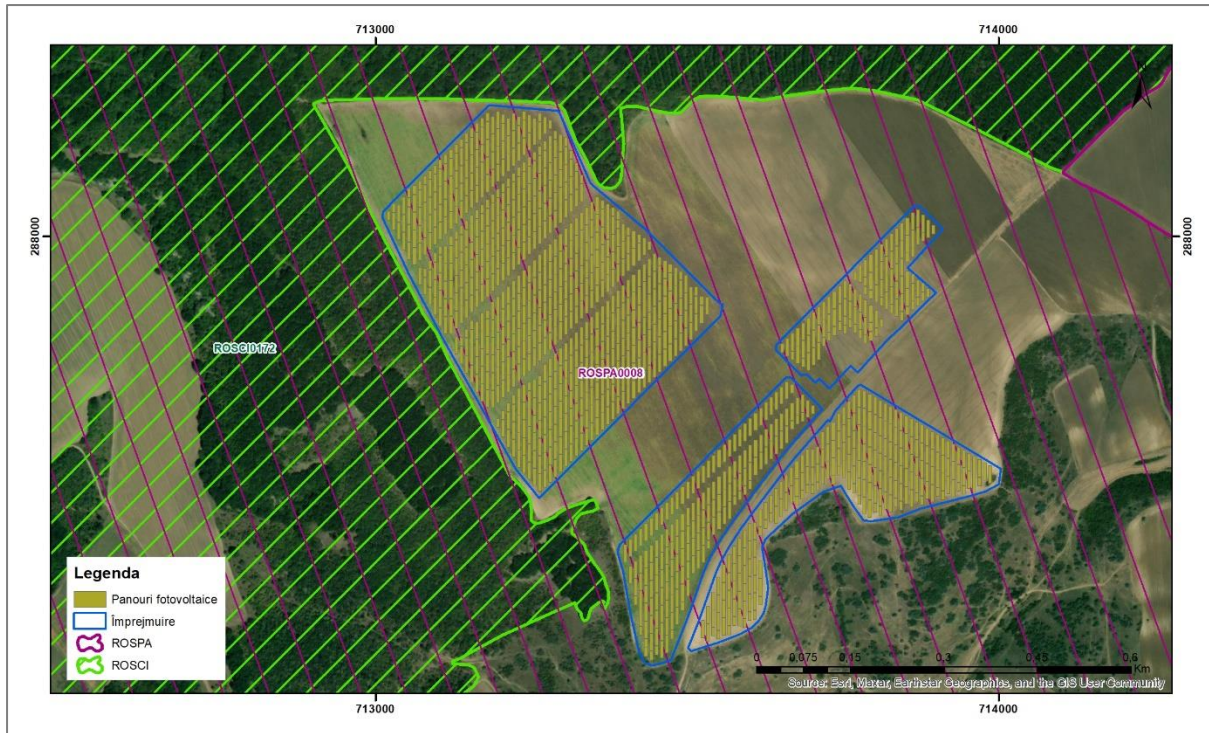 713000
714000
288000
288000
ROSCI0172
ROSPA0008
Legenda
Panouri fotovoltaice
Împrejmuire
ROSPA
ROSCI
0 0.075 0.15 0.3 0.45 0.6
Km
Source: Esri, Maxar, Earthstar Geographics, and the GIS User Community
713000
714000